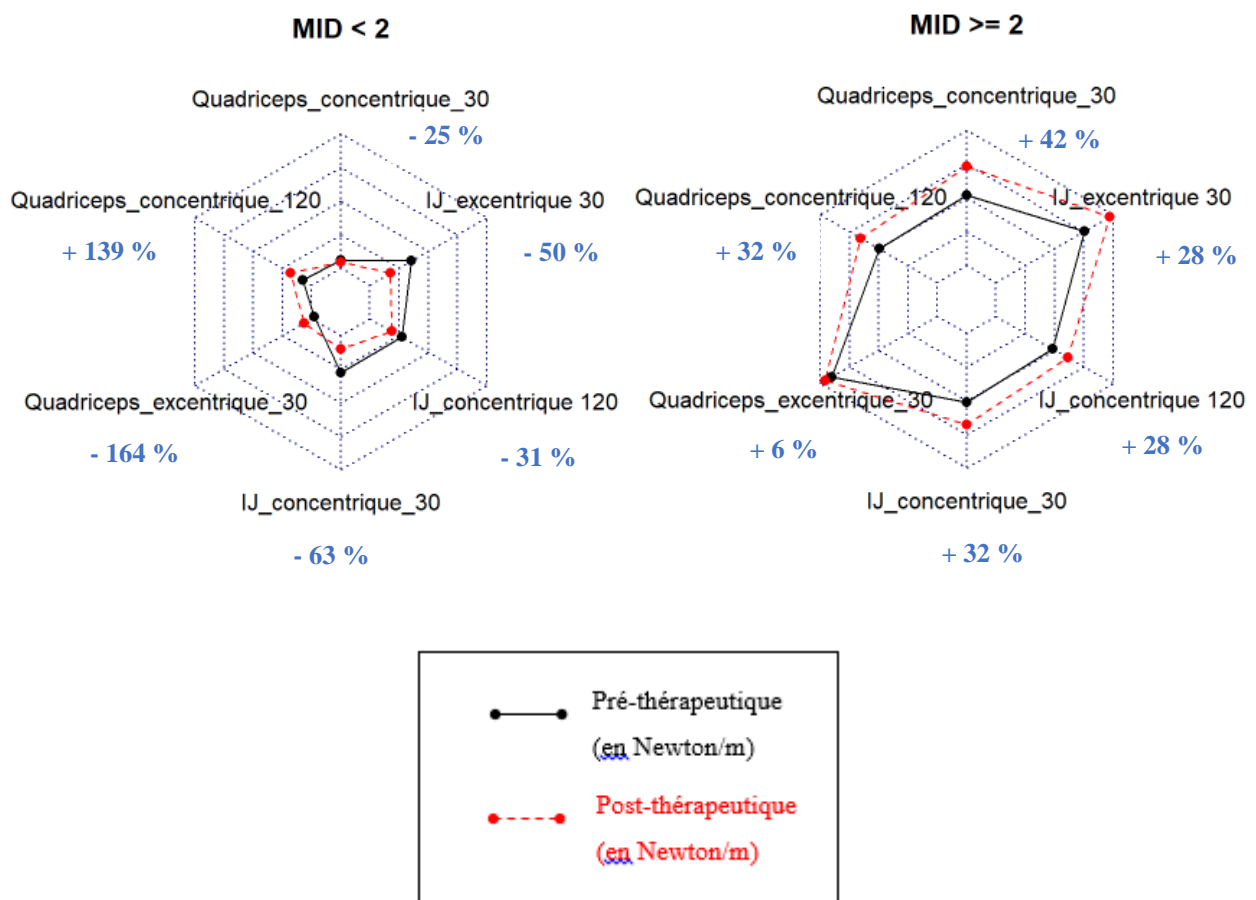 MID < 2
Quadriceps_concentrique_30
- 25 %
Quadriceps_concentrique_120
IJ_excentrique 30
+ 139 %
- 50 %
Quadriceps_excentrique_30
IJ_concentrique 120
- 164 %
- 31 %
IJ_concentrique_30
- 63 %
MID >= 2
Quadriceps_concentrique_30
+ 42 %
Quadriceps_concentrique_120
IJ_excentrique 30
+ 32 %
+ 28 %
Quadriceps_excentrique_30
IJ_concentrique 120
+ 6 %
+ 28 %
IJ_concentrique_30
+ 32 %
Pré-thérapeutique
(en Newton/m)
Post-thérapeutique
(en Newton/m)